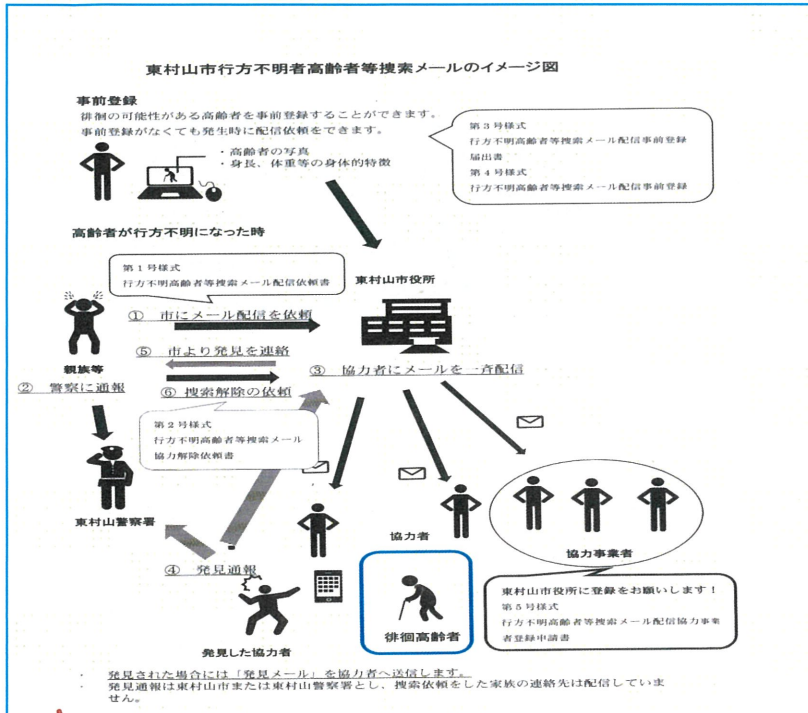 東村山市行方不明者高齢者等捜索メールのイメージ図
事前登録
徘徊の可能性がある高齢者を事前登録することができます。
事前登録がなくても発生時に配信依頼をできます。
・高齢者の写真
・身長、体重等の身体的特徴
第3号様式
行方不明高齢者等捜索メール配信事前登録
届出書
第4号様式
行方不明高齢者等捜索メール配信事前登録
高齢者が行方不明になった時
第1号様式
行方不明高齢者等捜索メール配信依頼書
東村山市役所
① 市にメール配信を依頼
⑤ 市より発見を連絡
③ 協力者にメールを一斉配信
親族等
② 警察に通報
⑥ 捜索解除の依頼
第2号様式
行方不明高齢者等捜索メール
協力解除依頼書
東村山警察署
協力者
協力事業者
④ 発見通報
発見した協力者
徘徊高齢者
東村山市役所に登録をお願いします！
第5号様式
行方不明高齢者等捜索メール配信協力事業
者登録申請書
・ 発見された場合には「発見メール」を協力者へ送信します。
・ 発見通報は東村山市または東村山警察署とし、捜索依頼をした家族の連絡先は配信していま
せん。